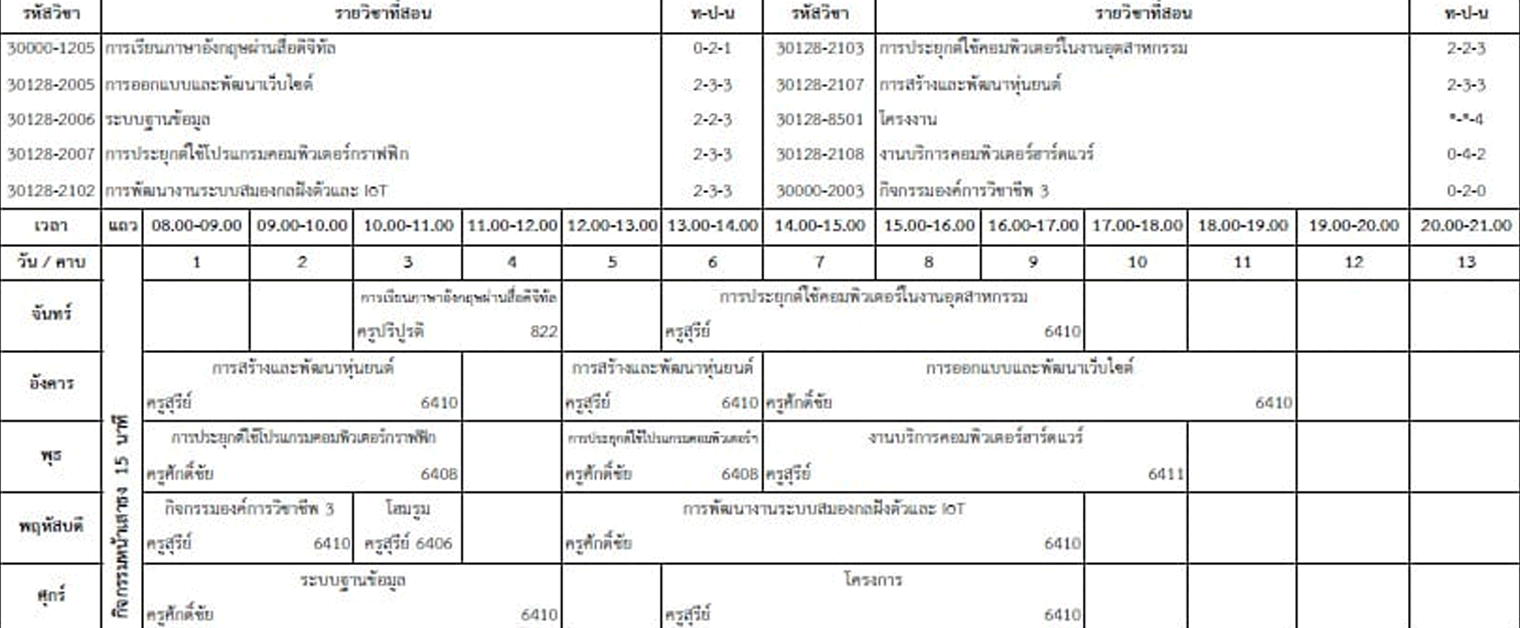 รหัสวิชา รายวิชาที่สอน ท-ป-น รหัสวิชา รายวิชาที่สอน ท-ป-น
30000-1205 การเรียนภาษาอังกฤษผ่านสื่อดิจิทัล 0-2-1 30128-2103 การประยุกต์ใช้คอมพิวเตอร์ในงานอุตสาหกรรม 2-2-3
30128-2005 การออกแบบและพัฒนาเว็บไซต์ 2-3-3 30128-2107 การสร้างและพัฒนาหุ่นยนต์ 2-3-3
30128-2006 ระบบฐานข้อมูล 2-2-3 30128-8501 โครงงาน *-*-4
30128-2007 การประยุกต์ใช้โปรแกรมคอมพิวเตอร์กราฟฟิก 2-3-3 30128-2108 งานบริการคอมพิวเตอร์ฮาร์ดแวร์ 0-4-2
30128-2102 การพัฒนางานระบบสมองกลฝังตัวและ IoT 2-3-3 30000-2003 กิจกรรมองค์การวิชาชีพ 3 0-2-0
เวลา แถว 08.00-09.00 09.00-10.00 10.00-11.00 11.00-12.00 12.00-13.00 13.00-14.00 14.00-15.00 15.00-16.00 16.00-17.00 17.00-18.00 18.00-19.00 19.00-20.00 20.00-21.00
วัน / คาบ 1 2 3 4 5 6 7 8 9 10 11 12 13
กิจกรรมหน้าเสาธง 15 นาที
จันทร์
การเรียนภาษาอังกฤษผ่านสื่อดิจิทัล การประยุกต์ใช้คอมพิวเตอร์ในงานอุตสาหกรรม
ครูปริปูรติ 822 ครูสุรีย์ 6410
อังคาร
การสร้างและพัฒนาหุ่นยนต์ การสร้างและพัฒนาหุ่นยนต์ การออกแบบและพัฒนาเว็บไซต์
ครูสุรีย์ 6410 ครูสุรีย์ 6410 ครูศักดิ์ชัย 6410
พุธ
การประยุกต์ใช้โปรแกรมคอมพิวเตอร์กราฟฟิก การประยุกต์ใช้โปรแกรมคอมพิวเตอร์ฯ งานบริการคอมพิวเตอร์ฮาร์ดแวร์
ครูศักดิ์ชัย 6408 ครูศักดิ์ชัย 6408 ครูสุรีย์ 6411
พฤหัสบดี
กิจกรรมองค์การวิชาชีพ 3 โฮมรูม การพัฒนางานระบบสมองกลฝังตัวและ IoT
ครูสุรีย์ 6410 ครูสุรีย์ 6406 ครูศักดิ์ชัย 6410
ศุกร์
ระบบฐานข้อมูล โครงการ
ครูศักดิ์ชัย 6410 ครูสุรีย์ 6410